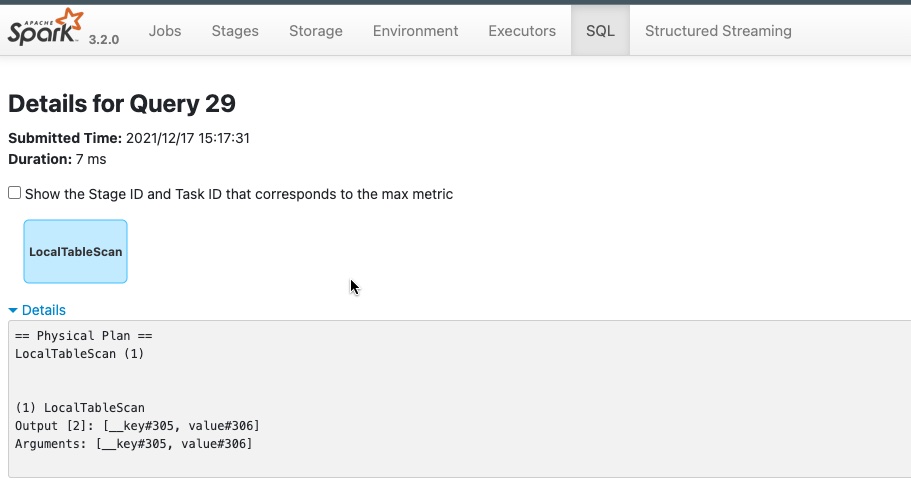 APACHE
Spark 3.2.0 Jobs Stages Storage Environment Executors SQL Structured Streaming
Details for Query 29
Submitted Time: 2021/12/17 15:17:31
Duration: 7 ms
Show the Stage ID and Task ID that corresponds to the max metric
LocalTableScan
Details
== Physical Plan ==
LocalTableScan (1)
(1) LocalTableScan
Output [2]: [__key#305, value#306]
Arguments: [__key#305, value#306]